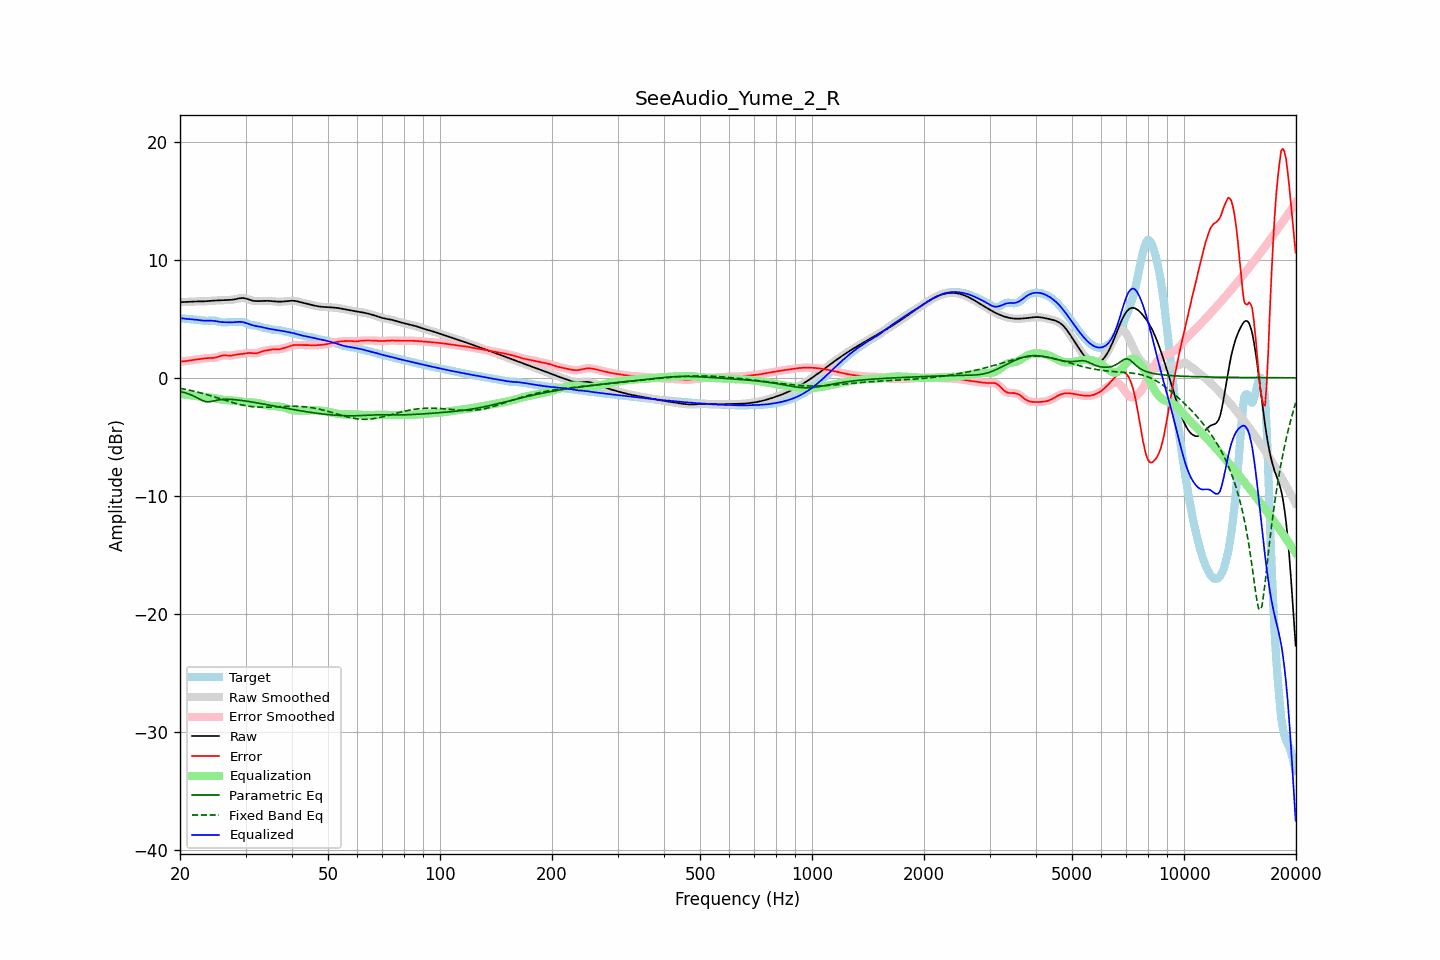 SeeAudio_Yume_2_R
Amplitude (dBr)
20
10
0
−10
−20
−30
−40
Target
Raw Smoothed
Error Smoothed
Raw
Error
Equalization
Parametric Eq
Fixed Band Eq
Equalized
20 50 100 200 500 1000 2000 5000 10000 20000
Frequency (Hz)